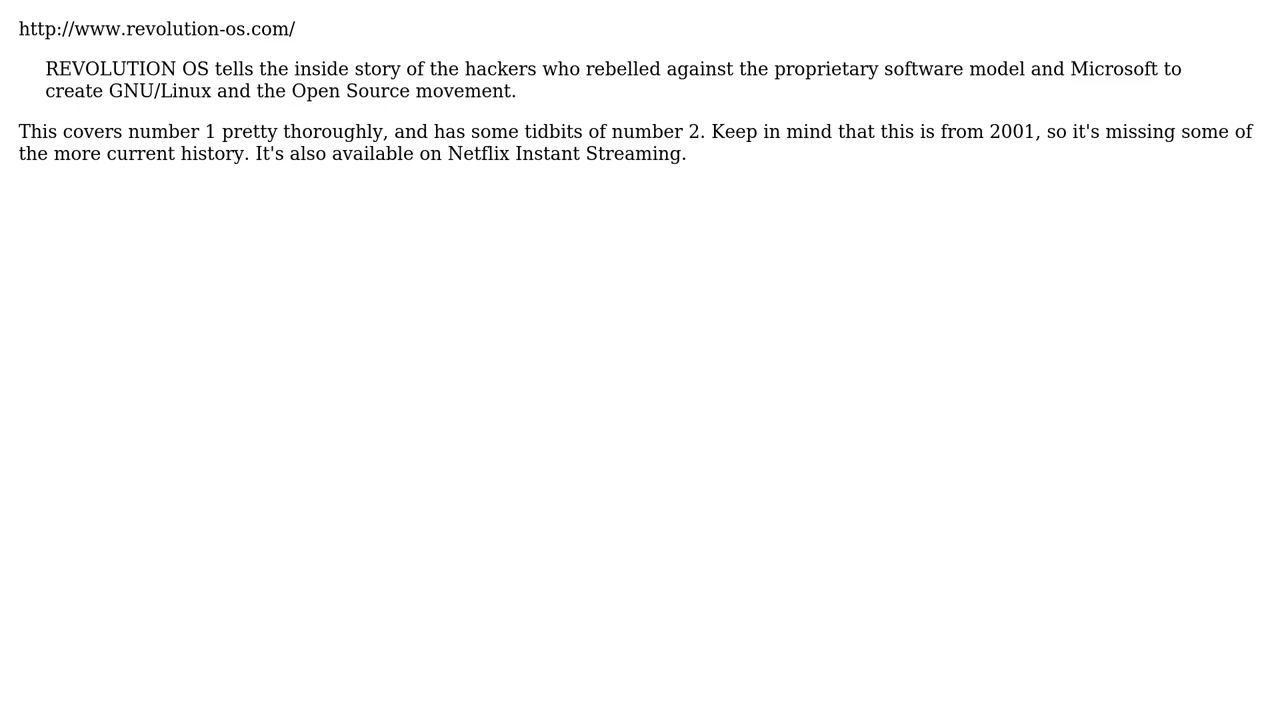 http://www.revolution-os.com/
REVOLUTION OS tells the inside story of the hackers who rebelled against the proprietary software model and Microsoft to
create GNU/Linux and the Open Source movement.
This covers number 1 pretty thoroughly, and has some tidbits of number 2. Keep in mind that this is from 2001, so it's missing some of
the more current history. It's also available on Netflix Instant Streaming.